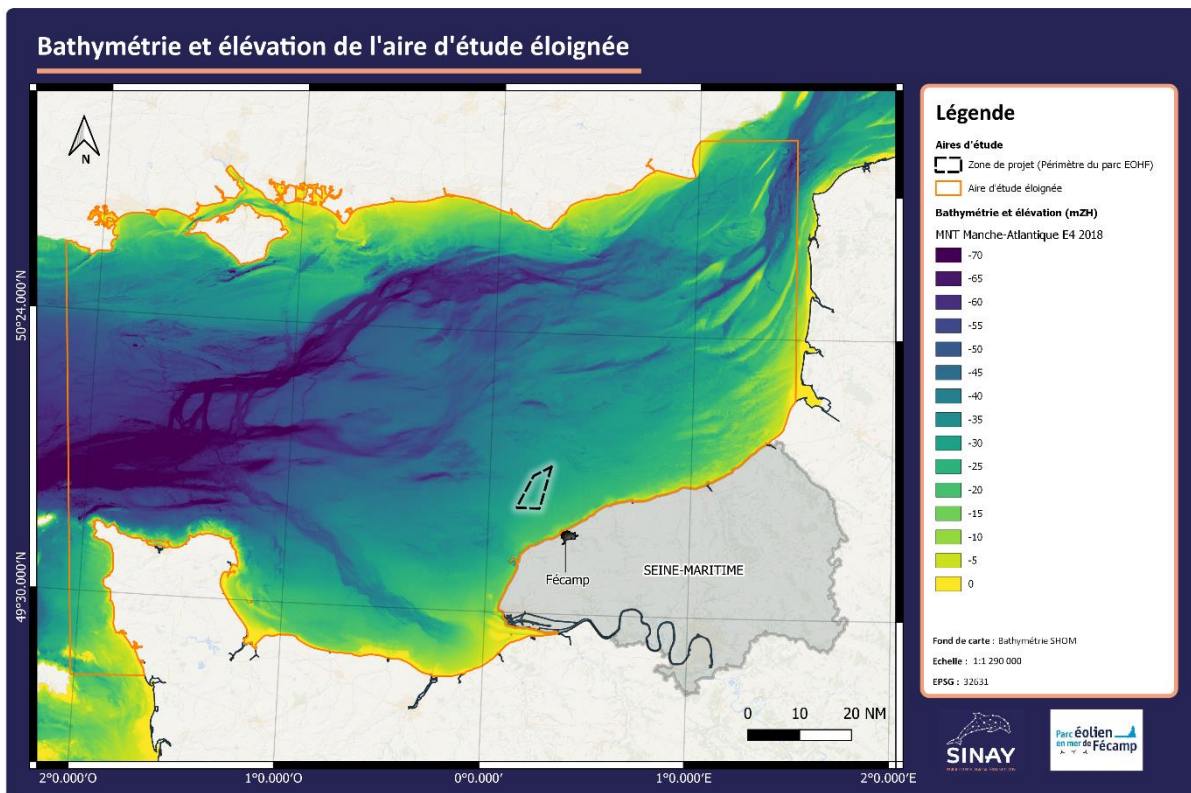 Bathymétrie et élévation de l'aire d'étude éloignée
N
50°24.000'N
49°30.000'N
SEINE-MARITIME
Fécamp
0 10 20 NM
2°0.000'O 1°0.000'O 0°0.000' 1°0.000'E 2°0.000'E
Légende
Aires d'étude
Zone de projet (Périmètre du parc EOHF)
Aire d'étude éloignée
Bathymétrie et élévation (mZH)
MNT Manche-Atlantique E4 2018
-70
-65
-60
-55
-50
-45
-40
-35
-30
-25
-20
-15
-10
-5
0
Fond de carte : Bathymétrie SHOM
Echelle : 1:1 290 000
EPSG : 32631
SINAY
Parc éolien
en mer de Fécamp